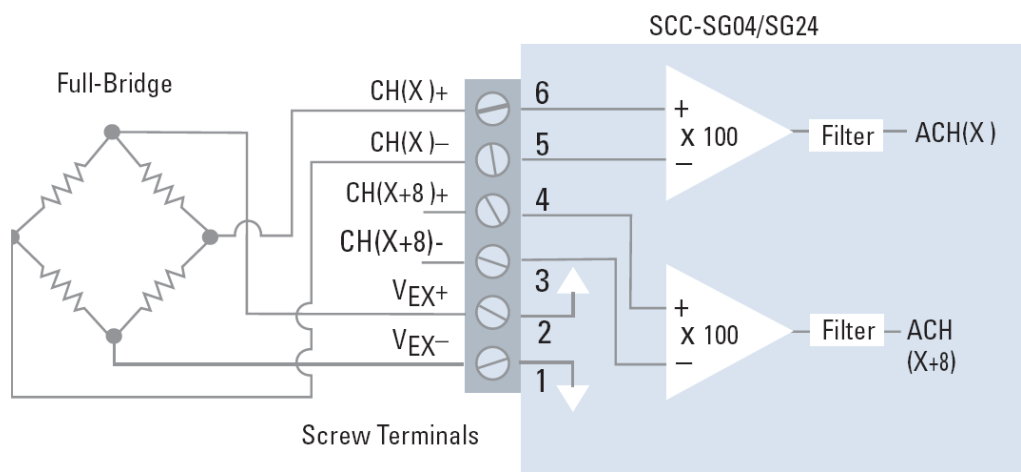 SCC-SG04/SG24
Full-Bridge
CH(X)+
6
+
X 100
–
Filter
ACH(X)
CH(X)–
5
CH(X+8)+
4
CH(X+8)-
3
VEX+
2
+
X 100
–
Filter
ACH
(X+8)
VEX–
1
Screw Terminals